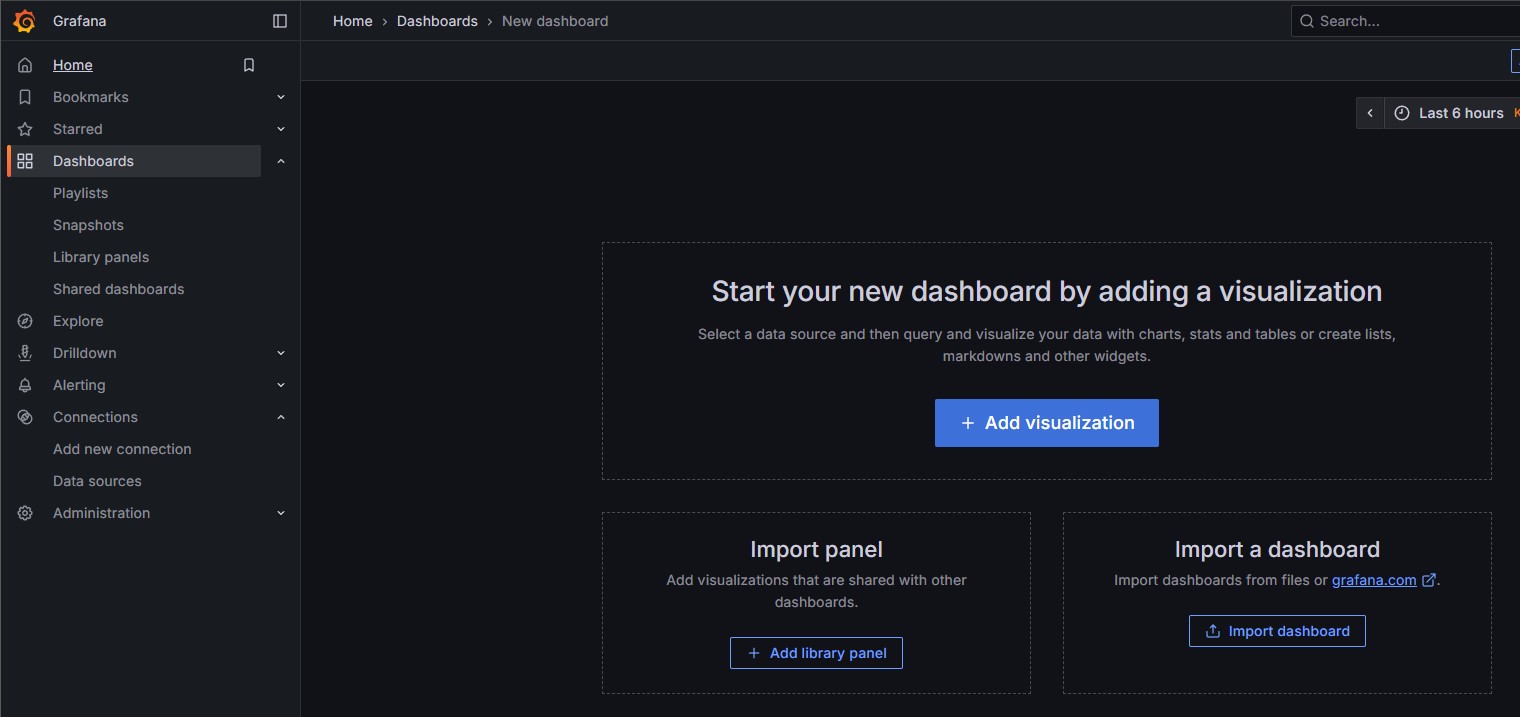 Grafana
Home › Dashboards › New dashboard
Search...
Home
Bookmarks
Starred
Dashboards
Playlists
Snapshots
Library panels
Shared dashboards
Explore
Drilldown
Alerting
Connections
Add new connection
Data sources
Administration
Last 6 hours
Start your new dashboard by adding a visualization
Select a data source and then query and visualize your data with charts, stats and tables or create lists,
markdowns and other widgets.
+ Add visualization
Import panel
Add visualizations that are shared with other
dashboards.
+ Add library panel
Import a dashboard
Import dashboards from files or grafana.com.
Import dashboard